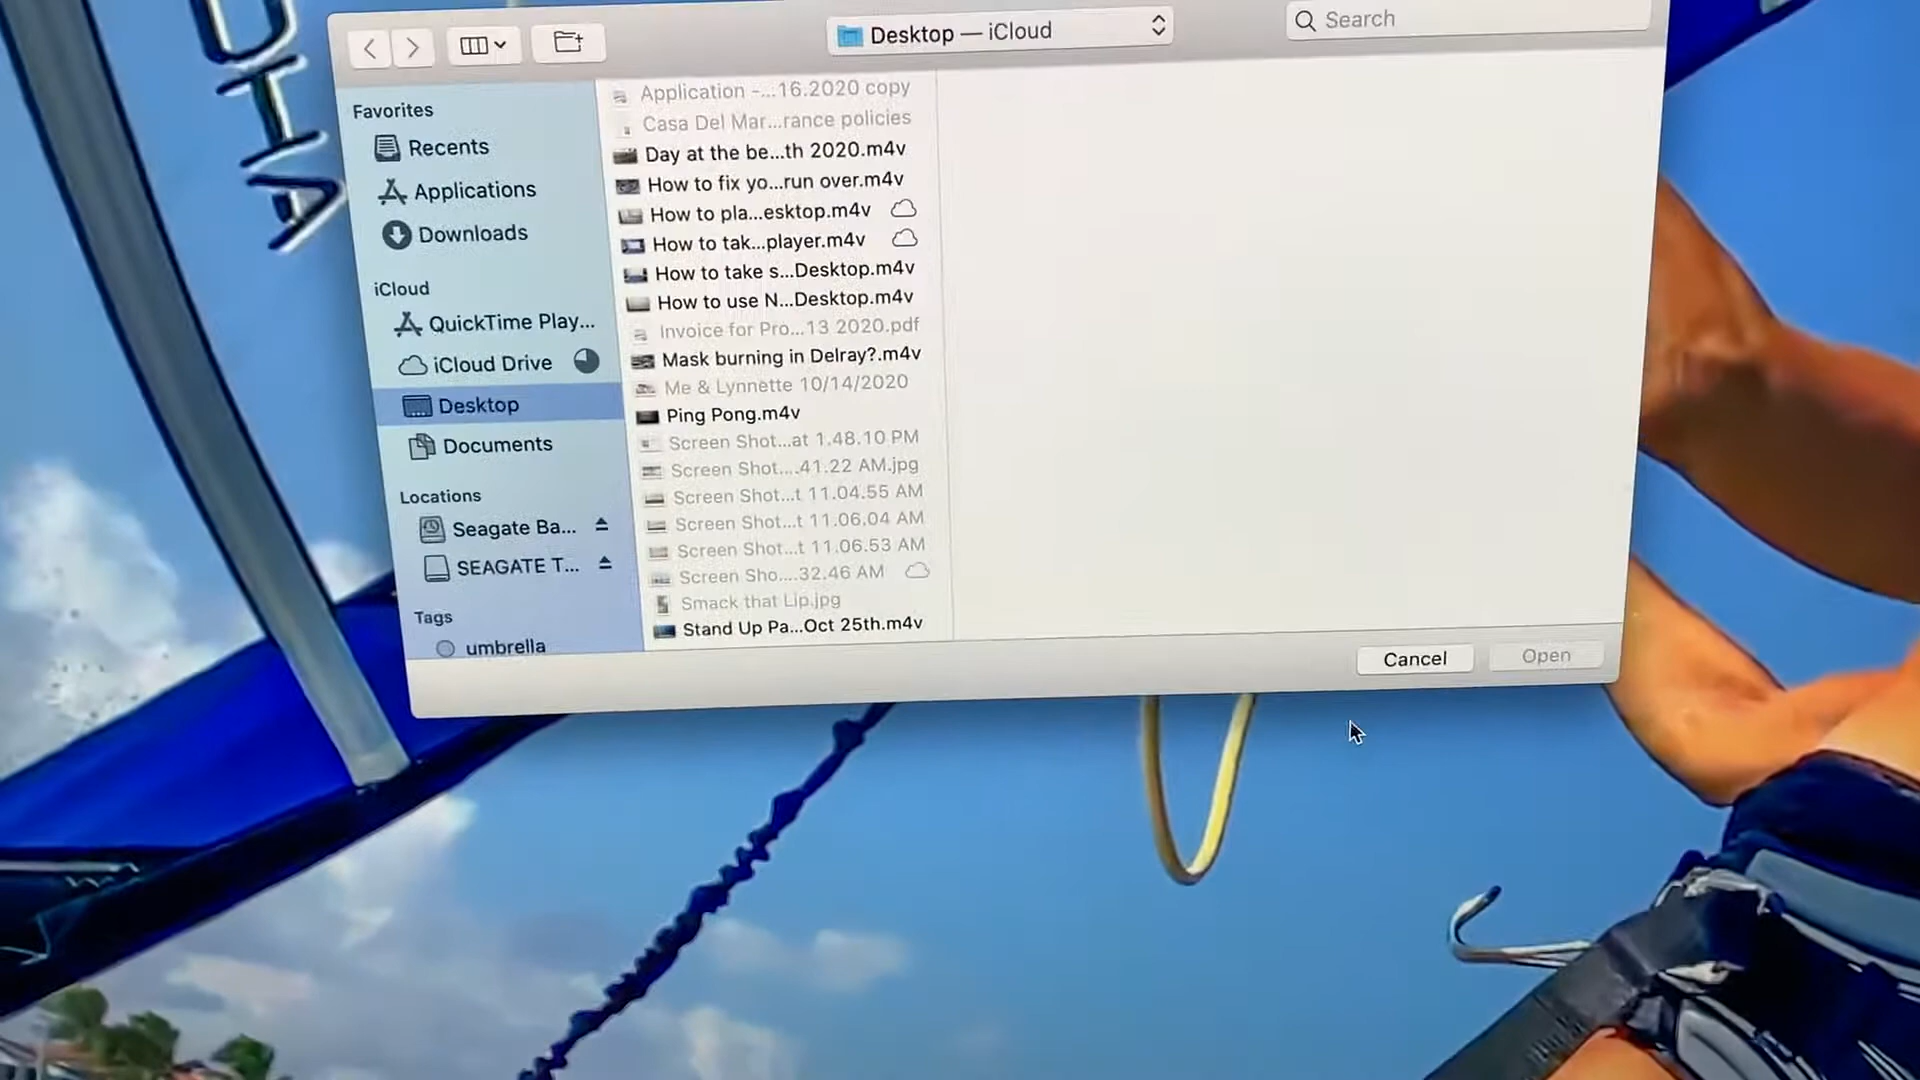 Desktop — iCloud
Search
Favorites
Recents
Applications
Downloads
iCloud
QuickTime Play...
iCloud Drive
Desktop
Documents
Locations
Seagate Ba...
SEAGATE T...
Tags
umbrella
Application -...16.2020 copy
Casa Del Mar...rance policies
Day at the be...th 2020.m4v
How to fix yo...run over.m4v
How to pla...esktop.m4v
How to tak...player.m4v
How to take s...Desktop.m4v
How to use N...Desktop.m4v
Invoice for Pro...13 2020.pdf
Mask burning in Delray?.m4v
Me & Lynnette 10/14/2020
Ping Pong.m4v
Screen Shot...at 1.48.10 PM
Screen Shot....41.22 AM.jpg
Screen Shot...t 11.04.55 AM
Screen Shot...t 11.06.04 AM
Screen Shot...t 11.06.53 AM
Screen Sho....32.46 AM
Smack that Lip.jpg
Stand Up Pa...Oct 25th.m4v
Cancel
Open